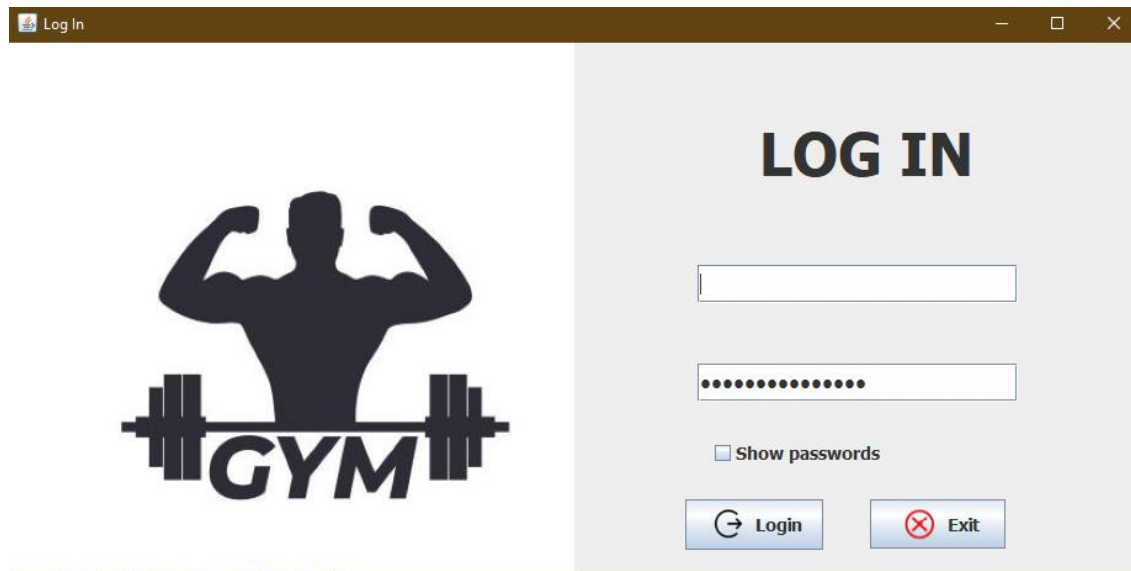 Log In
LOG IN
•••••••••••••••
Show passwords
Login
Exit
GYM